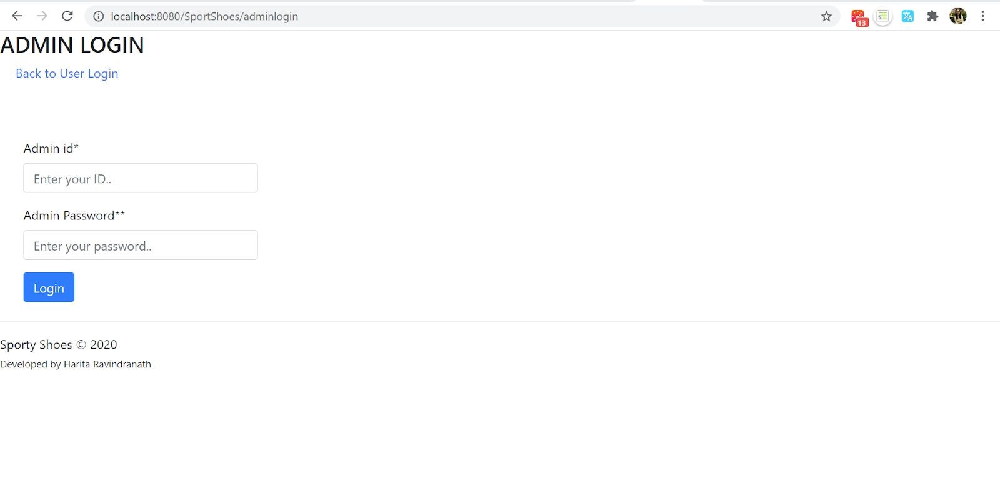 localhost:8080/SportShoes/adminlogin
13
ADMIN LOGIN
Back to User Login
Admin id*
Enter your ID..
Admin Password**
Enter your password..
Login
Sporty Shoes © 2020
Developed by Harita Ravindranath